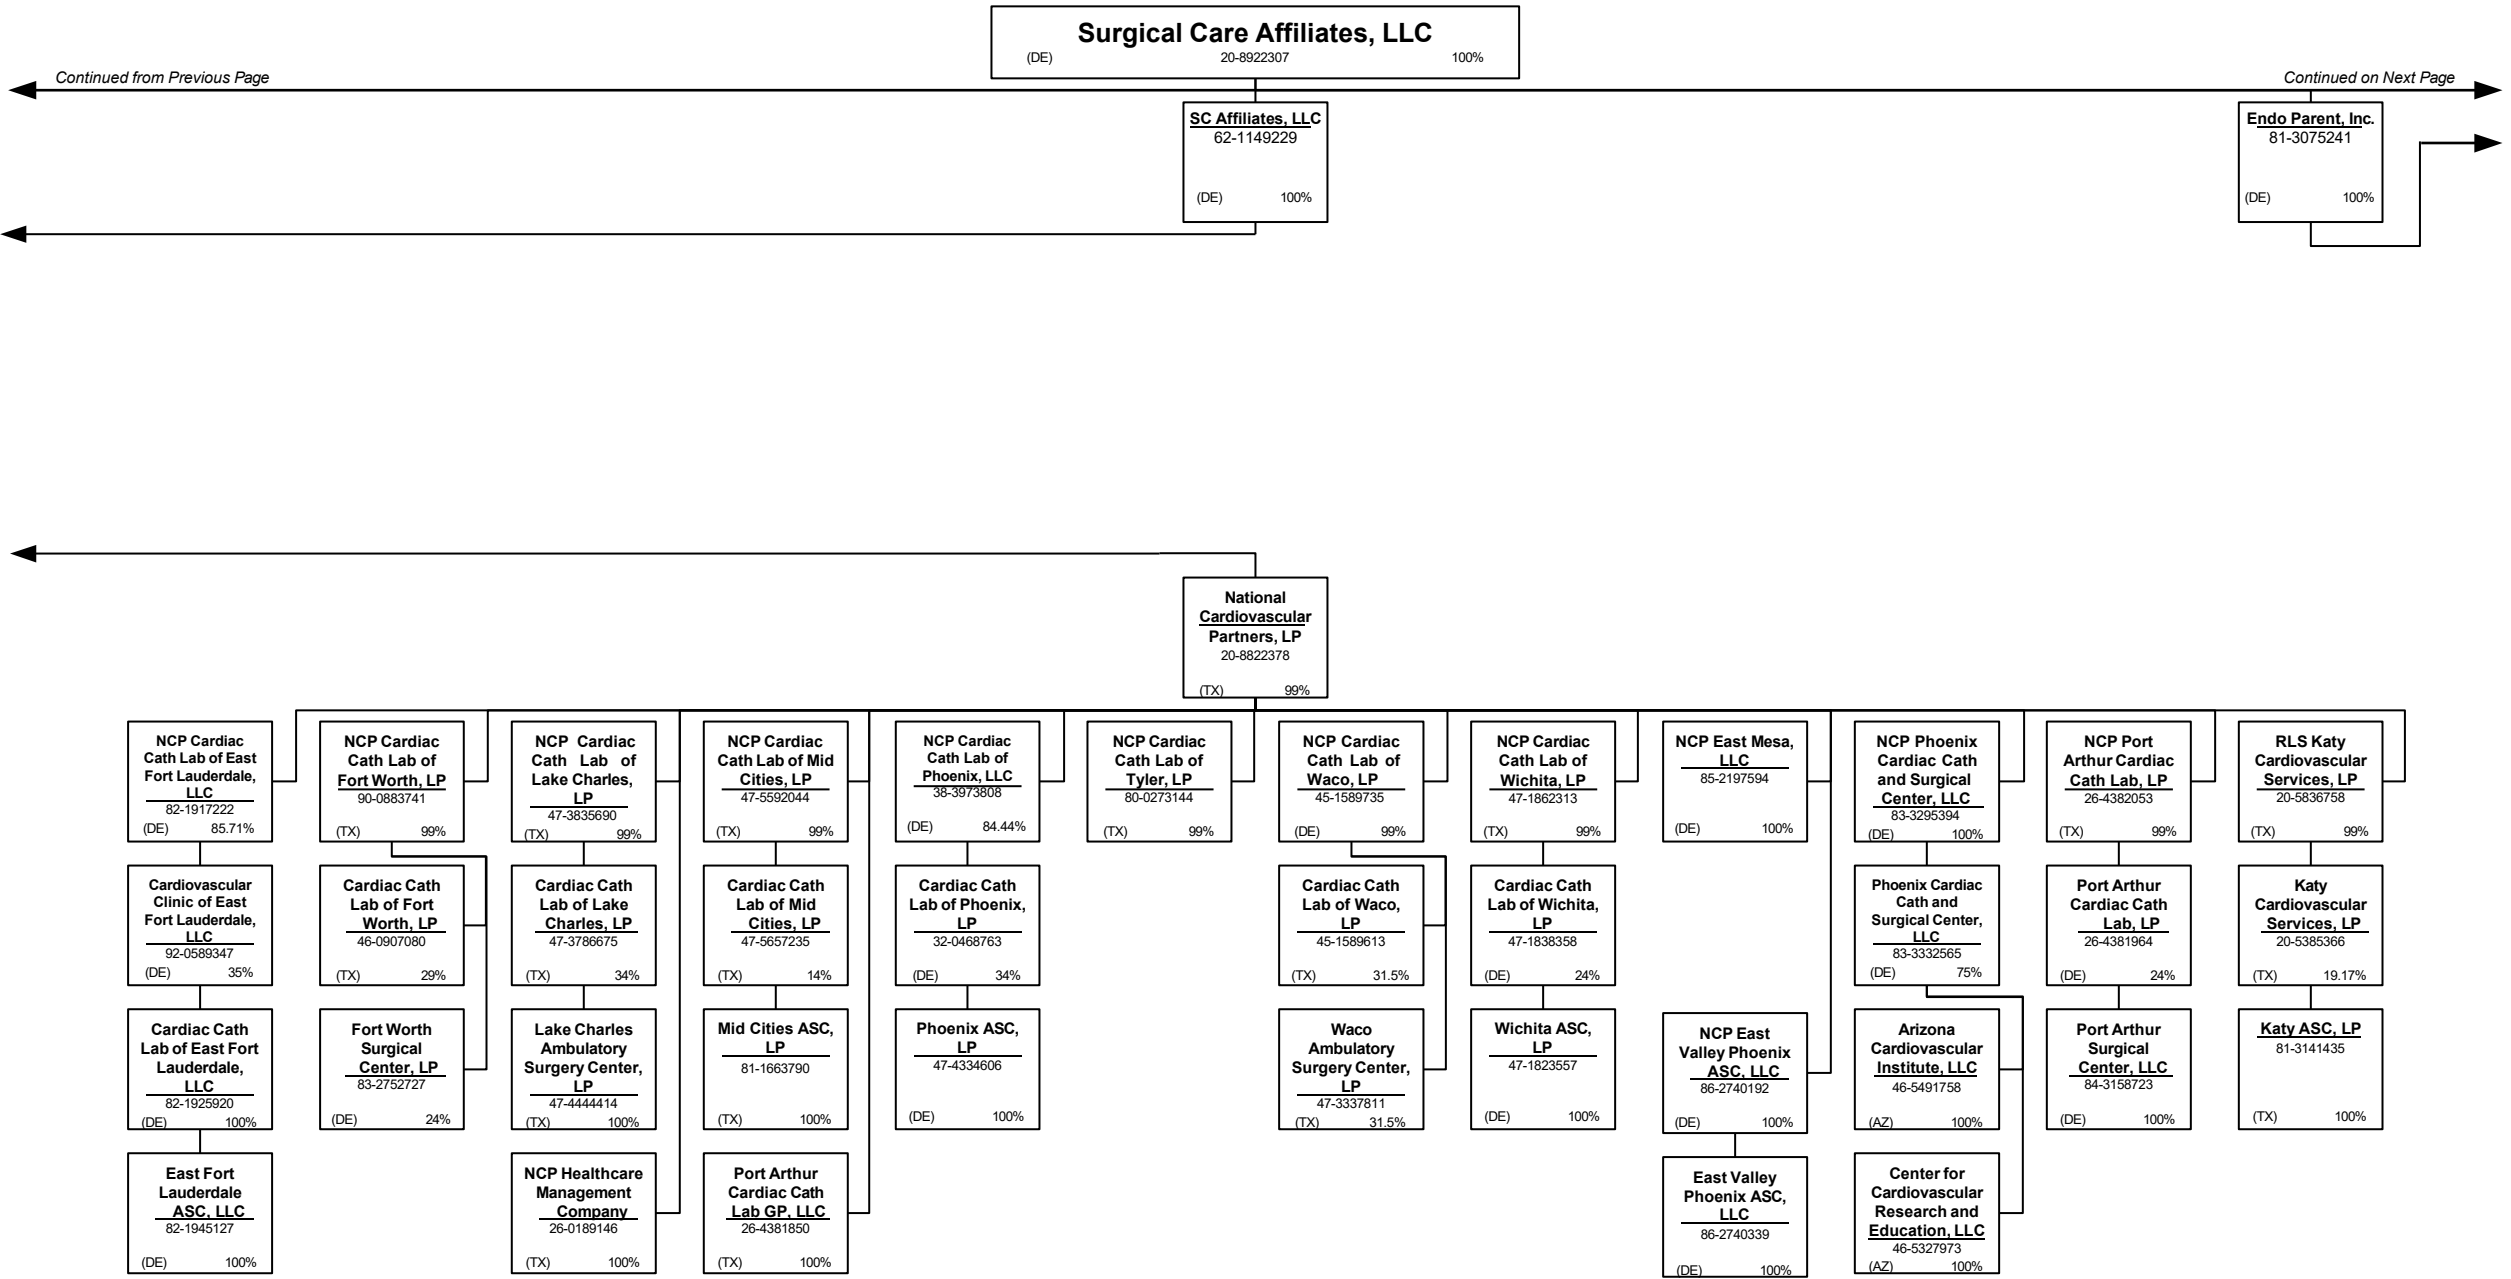 Surgical Care Affiliates, LLC
(DE) 20-8922307 100%
Continued from Previous Page
Continued on Next Page
SC Affiliates, LLC
62-1149229
(DE) 100%
Endo Parent, Inc.
81-3075241
(DE) 100%
National
Cardiovascular
Partners, LP
20-8822378
(TX) 99%
NCP Cardiac
Cath Lab of East
Fort Lauderdale,
LLC
82-1917222
(DE) 85.71%
NCP Cardiac
Cath Lab of
Fort Worth, LP
90-0883741
(TX) 99%
NCP Cardiac
Cath Lab of
Lake Charles,
LP
47-3835690
(TX) 99%
NCP Cardiac
Cath Lab of Mid
Cities, LP
47-5592044
(TX) 99%
NCP Cardiac
Cath Lab of
Phoenix, LLC
38-3973808
(DE) 84.44%
NCP Cardiac
Cath Lab of
Tyler, LP
80-0273144
(TX) 99%
NCP Cardiac
Cath Lab of
Waco, LP
45-1589735
(DE) 99%
NCP Cardiac
Cath Lab of
Wichita, LP
47-1862313
(TX) 99%
NCP East Mesa,
LLC
85-2197594
(DE) 100%
NCP Phoenix
Cardiac Cath
and Surgical
Center, LLC
83-3295394
(DE) 100%
NCP Port
Arthur Cardiac
Cath Lab, LP
26-4382053
(TX) 99%
RLS Katy
Cardiovascular
Services, LP
20-5836758
(TX) 99%
Cardiovascular
Clinic of East
Fort Lauderdale,
LLC
92-0589347
(DE) 35%
Cardiac Cath
Lab of Fort
Worth, LP
46-0907080
(TX) 29%
Cardiac Cath
Lab of Lake
Charles, LP
47-3786675
(TX) 34%
Cardiac Cath
Lab of Mid
Cities, LP
47-5657235
(TX) 14%
Cardiac Cath
Lab of Phoenix,
LP
32-0468763
(DE) 34%
Cardiac Cath
Lab of Waco,
LP
45-1589613
(TX) 31.5%
Cardiac Cath
Lab of Wichita,
LP
47-1838358
(DE) 24%
Phoenix Cardiac
Cath and
Surgical Center,
LLC
83-3332565
(DE) 75%
Port Arthur
Cardiac Cath
Lab, LP
26-4381964
(DE) 24%
Katy
Cardiovascular
Services, LP
20-5385366
(TX) 19.17%
Cardiac Cath
Lab of East Fort
Lauderdale,
LLC
82-1925920
(DE) 100%
Fort Worth
Surgical
Center, LP
83-2752727
(DE) 24%
Lake Charles
Ambulatory
Surgery Center,
LP
47-4444414
(TX) 100%
Mid Cities ASC,
LP
81-1663790
(TX) 100%
Phoenix ASC,
LP
47-4334606
(DE) 100%
Waco
Ambulatory
Surgery Center,
LP
47-3337811
(TX) 31.5%
Wichita ASC,
LP
47-1823557
(DE) 100%
NCP East
Valley Phoenix
ASC, LLC
86-2740192
(DE) 100%
Arizona
Cardiovascular
Institute, LLC
46-5491758
(AZ) 100%
Port Arthur
Surgical
Center, LLC
84-3158723
(DE) 100%
Katy ASC, LP
81-3141435
(TX) 100%
East Fort
Lauderdale
ASC, LLC
82-1945127
(DE) 100%
NCP Healthcare
Management
Company
26-0189146
(TX) 100%
Port Arthur
Cardiac Cath
Lab GP, LLC
26-4381850
(TX) 100%
East Valley
Phoenix ASC,
LLC
86-2740339
(DE) 100%
Center for
Cardiovascular
Research and
Education, LLC
46-5327973
(AZ) 100%